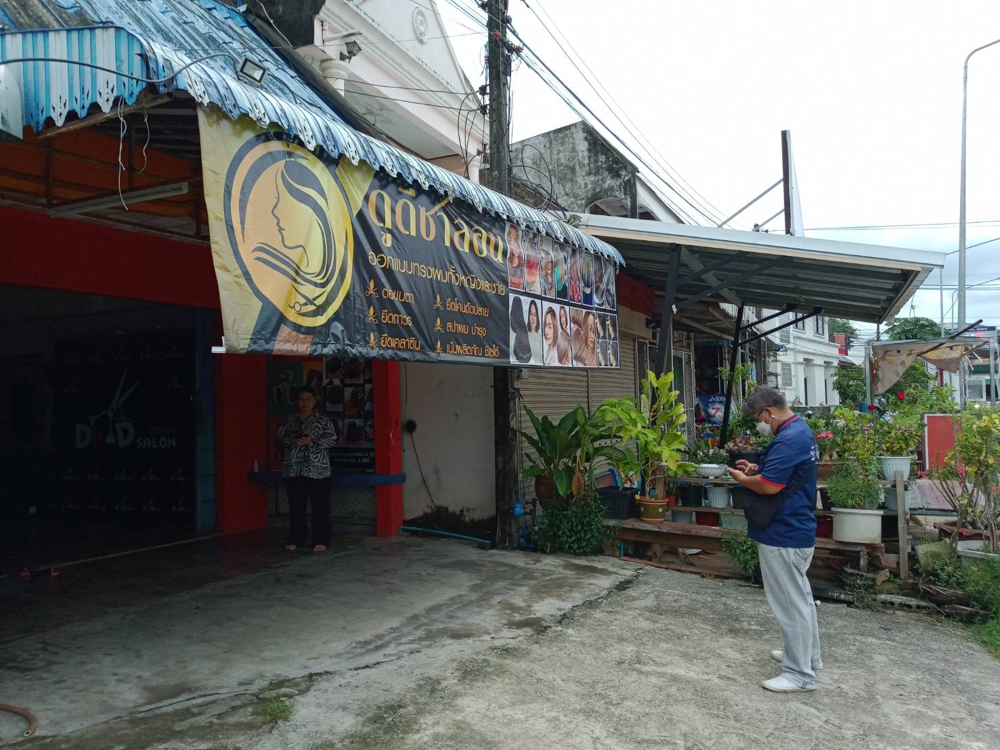 ดูดีซาลอน
ออกแบบทรงผมทั้งหญิงและชาย
ต่อขนตา
ยืดถาวร
ยืดเคลาติน
ยืดโคนดัดปลาย
สปาผม บำรุง
เน้นผลิตภัณ ชิเชโด้
SALON
1,000.-